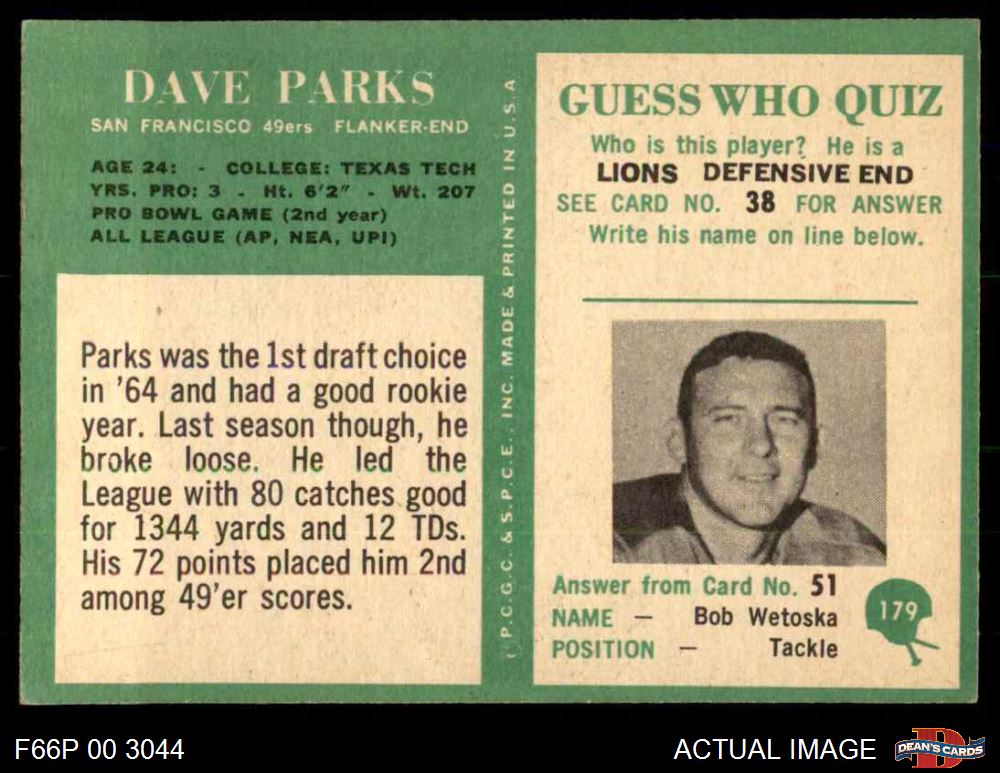 DAVE PARKS
SAN FRANCISCO 49ers FLANKER-END
AGE 24: - COLLEGE: TEXAS TECH
YRS. PRO: 3 - Ht. 6'2" - Wt. 207
PRO BOWL GAME (2nd year)
ALL LEAGUE (AP, NEA, UPI)
Parks was the 1st draft choice
in '64 and had a good rookie
year. Last season though, he
broke loose. He led the
League with 80 catches good
for 1344 yards and 12 TDs.
His 72 points placed him 2nd
among 49'er scores.
P.C.G.C. & S.P.C.E., INC. MADE & PRINTED IN U.S.A
GUESS WHO QUIZ
Who is this player? He is a
LIONS DEFENSIVE END
SEE CARD NO. 38 FOR ANSWER
Write his name on line below.
Answer from Card No. 51
NAME — Bob Wetoska
POSITION — Tackle
179
F66P 00 3044
ACTUAL IMAGE
D
DEAN'S CARDS